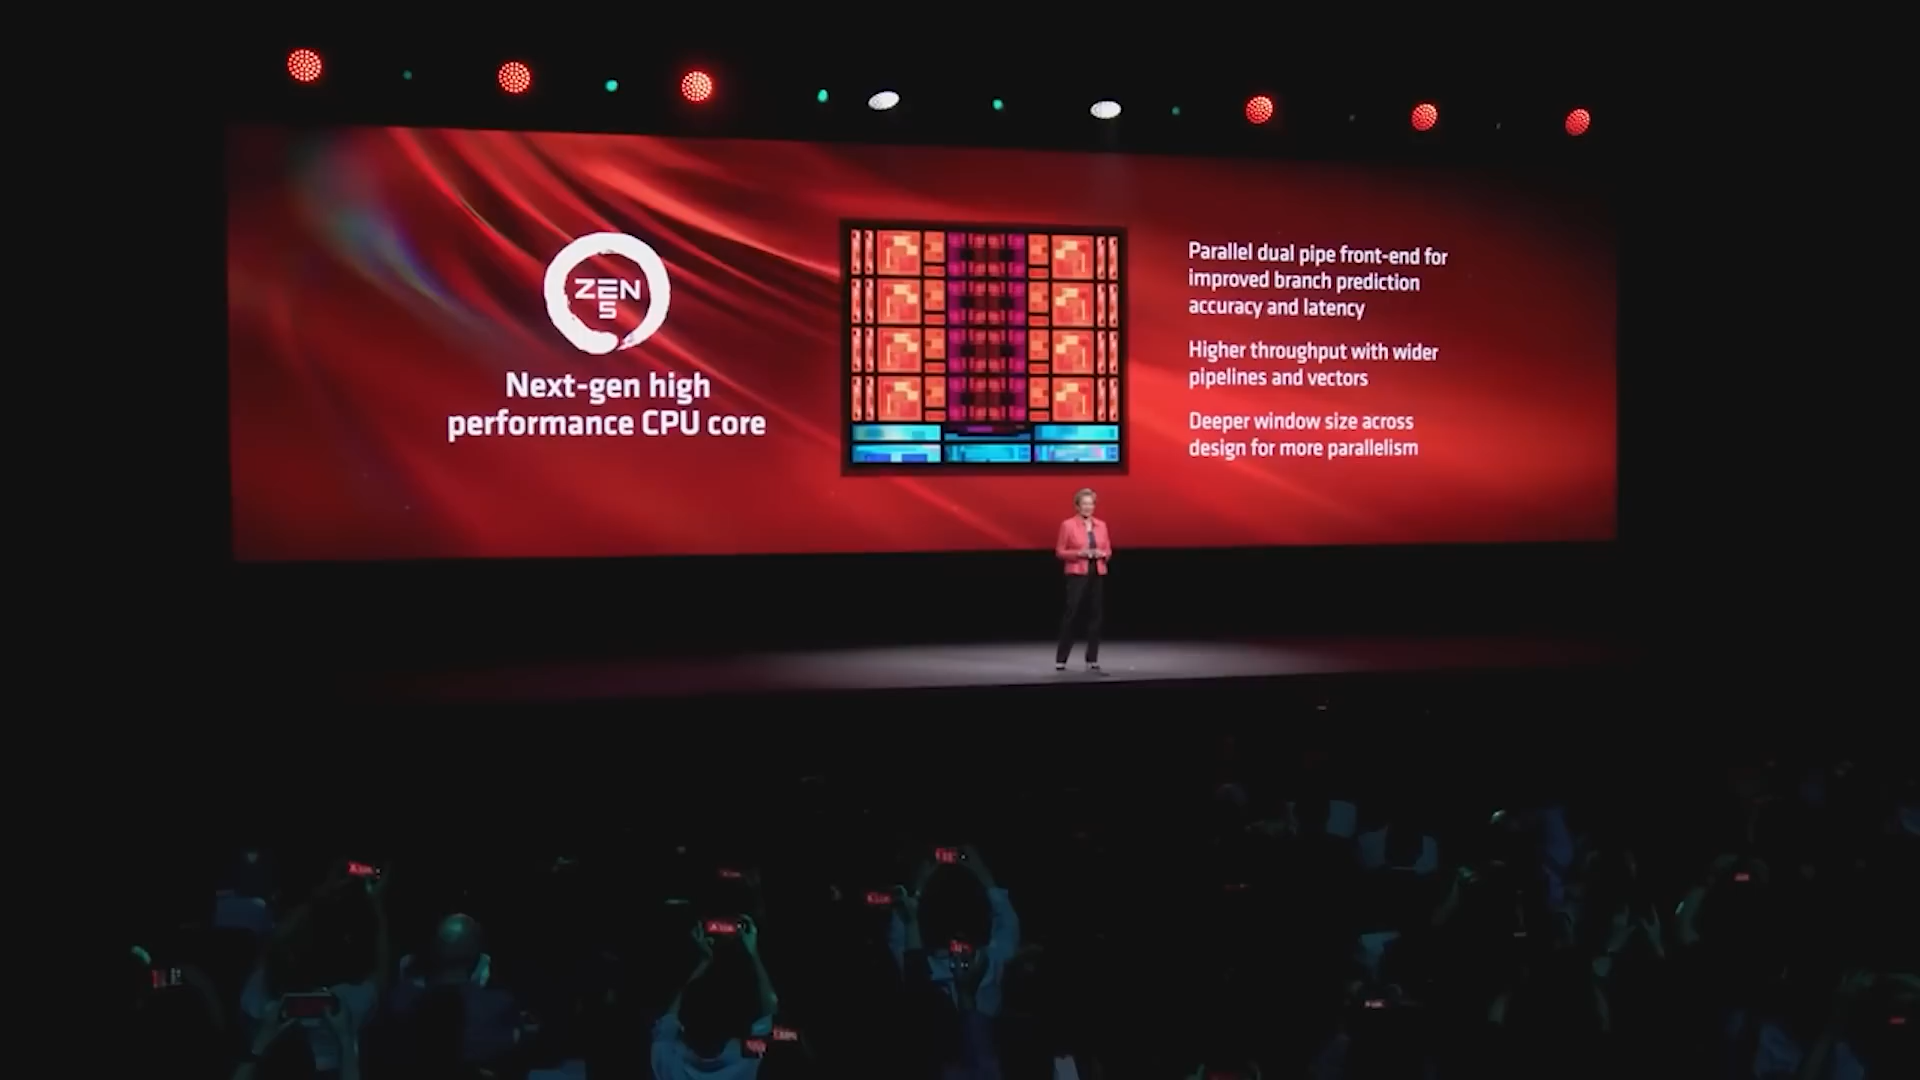 ZEN
5
Next-gen high
performance CPU core
Parallel dual pipe front-end for
improved branch prediction
accuracy and latency
Higher throughput with wider
pipelines and vectors
Deeper window size across
design for more parallelism